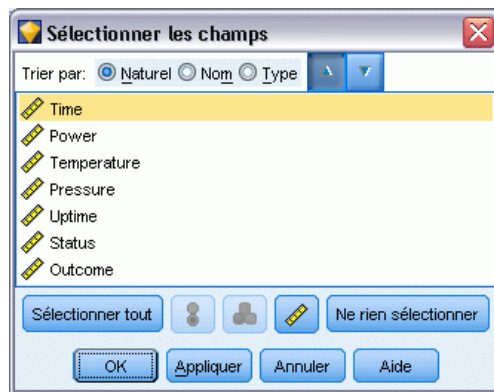 Sélectionner les champs
Trier par: Naturel Nom Type
Time
Power
Temperature
Pressure
Uptime
Status
Outcome
Sélectionner tout Ne rien sélectionner
OK Appliquer Annuler Aide